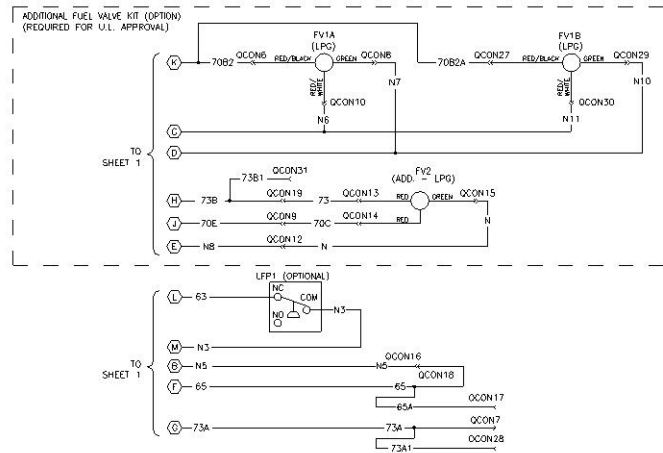 ADDITIONAL FUEL VALVE KIT (OPTION)
(REQUIRED FOR U.L. APPROVAL)
FV1A
(LPG)
FV1B
(LPG)
K
70B2
QCON6
RED/BLACK
GREEN
QCON8
70B2A
QCON27
RED/BLACK
GREEN
QCON29
N7
N10
RED/
WHITE
QCON10
RED/
WHITE
QCON30
N6
N11
C
D
TO
SHEET 1
73B1
QCON31
FV2
(ADD. - LPG)
H
73B
QCON19
73
QCON13
RED
GREEN
QCON15
J
70E
QCON9
70C
QCON14
RED
N
E
N8
QCON12
N
LFP1 (OPTIONAL)
L
63
NC
COM
NO
N3
M
N3
TO
SHEET 1
B
N5
N5
QCON16
QCON18
F
65
65
65A
QCON17
G
73A
73A
QCON7
73A1
QCON28